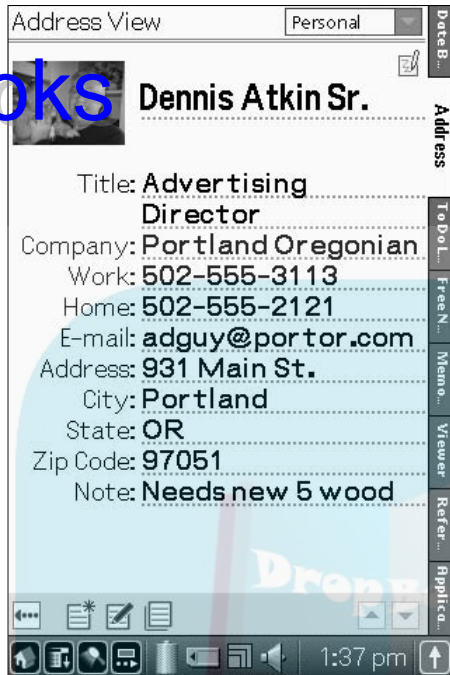 Address View Personal
oks
Dennis Atkin Sr.
Title: Advertising
Director
Company: Portland Oregonian
Work: 502-555-3113
Home: 502-555-2121
E-mail: adguy@portor.com
Address: 931 Main St.
City: Portland
State: OR
Zip Code: 97051
Note: Needs new 5 wood
Date B...
Address
To Do L...
Free N...
Memo...
Viewer
Refer...
Applica...
1:37 pm